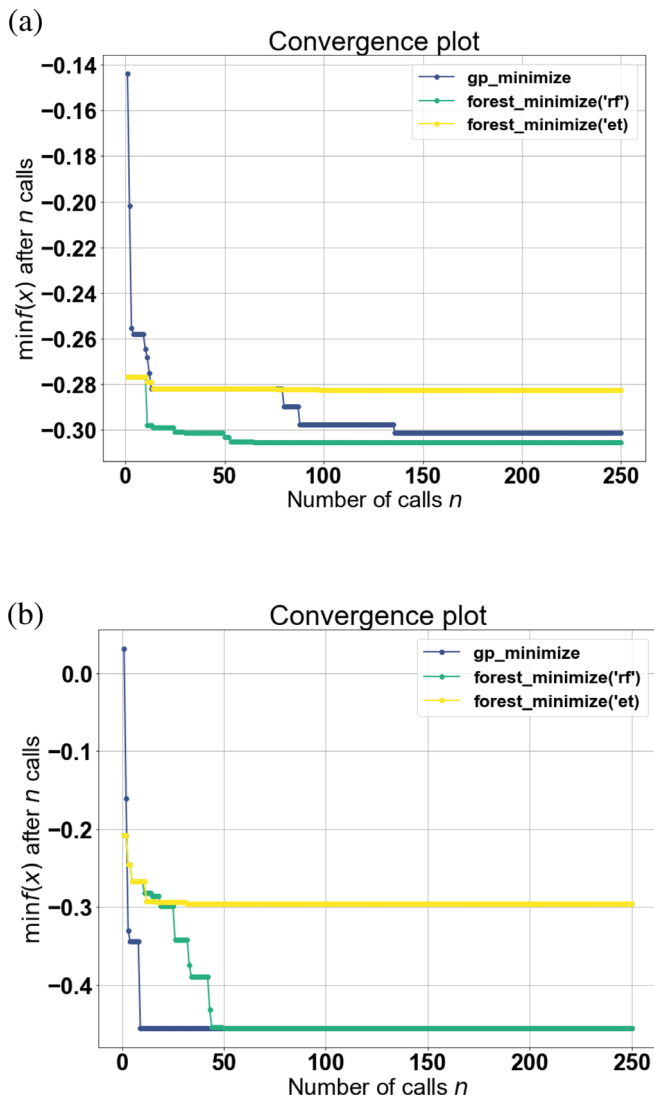 (a)
Convergence plot
gp_minimize
forest_minimize('rf')
forest_minimize('et)
min f(x) after n calls
−0.14
−0.16
−0.18
−0.20
−0.22
−0.24
−0.26
−0.28
−0.30
0 50 100 150 200 250
Number of calls n
(b)
Convergence plot
gp_minimize
forest_minimize('rf')
forest_minimize('et)
min f(x) after n calls
0.0
−0.1
−0.2
−0.3
−0.4
0 50 100 150 200 250
Number of calls n